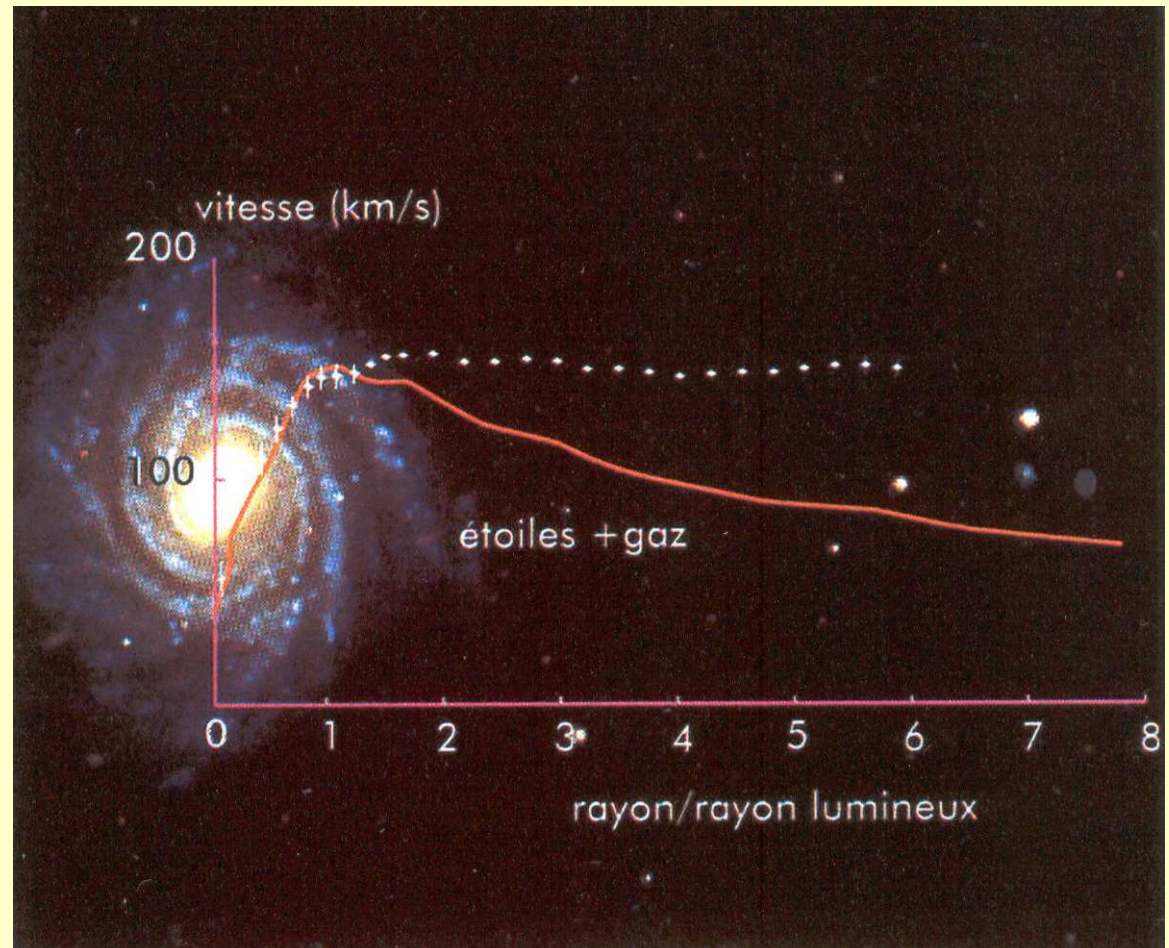 vitesse (km/s)
200
100
étoiles +gaz
0 1 2 3 4 5 6 7 8
rayon/rayon lumineux